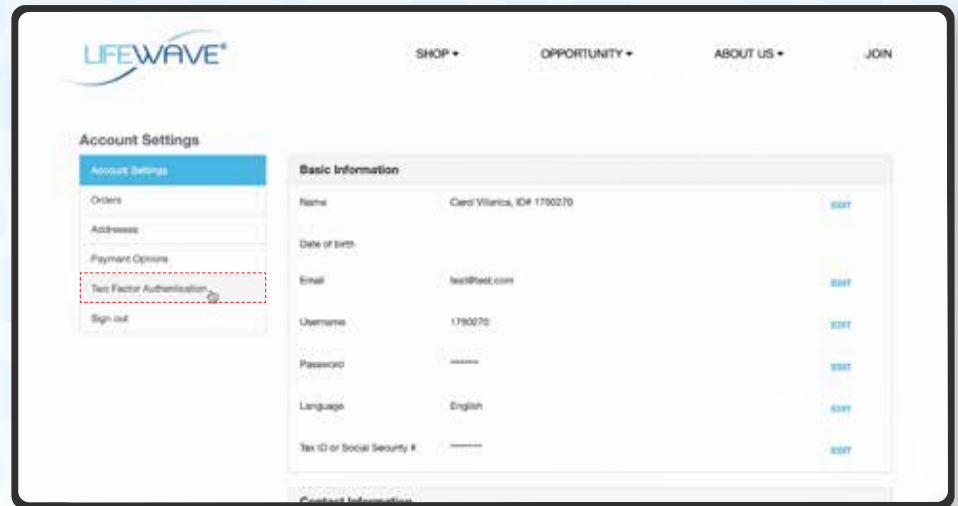 LIFEWAVE®
SHOP OPPORTUNITY ABOUT US JOIN
Account Settings
Account Settings
Orders
Addresses
Payment Options
Two Factor Authentication
Sign out
Basic Information
Name Carol Villarica, ID# 1790270 EDIT
Date of birth
Email test@test.com EDIT
Username 1790270 EDIT
Password ******* EDIT
Language English EDIT
Tax ID or Social Security # ******** EDIT
Contact Information